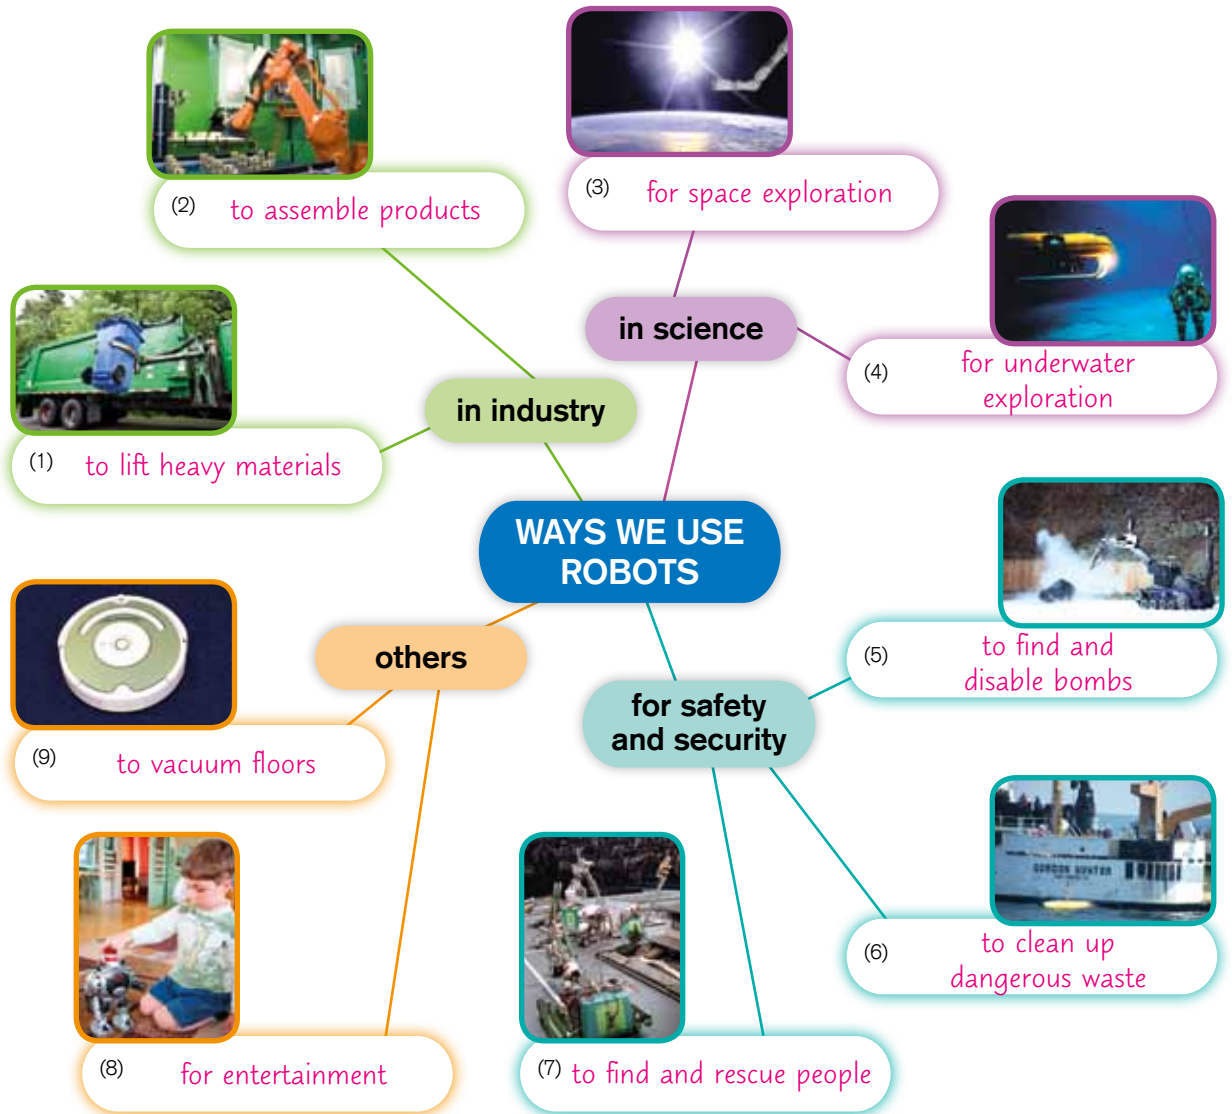 (2) to assemble products
(3) for space exploration
in science
(4) for underwater
exploration
in industry
(1) to lift heavy materials
WAYS WE USE
ROBOTS
(5) to find and
disable bombs
others
for safety
and security
(9) to vacuum floors
GORDON GUNTER
(6) to clean up
dangerous waste
(8) for entertainment
(7) to find and rescue people